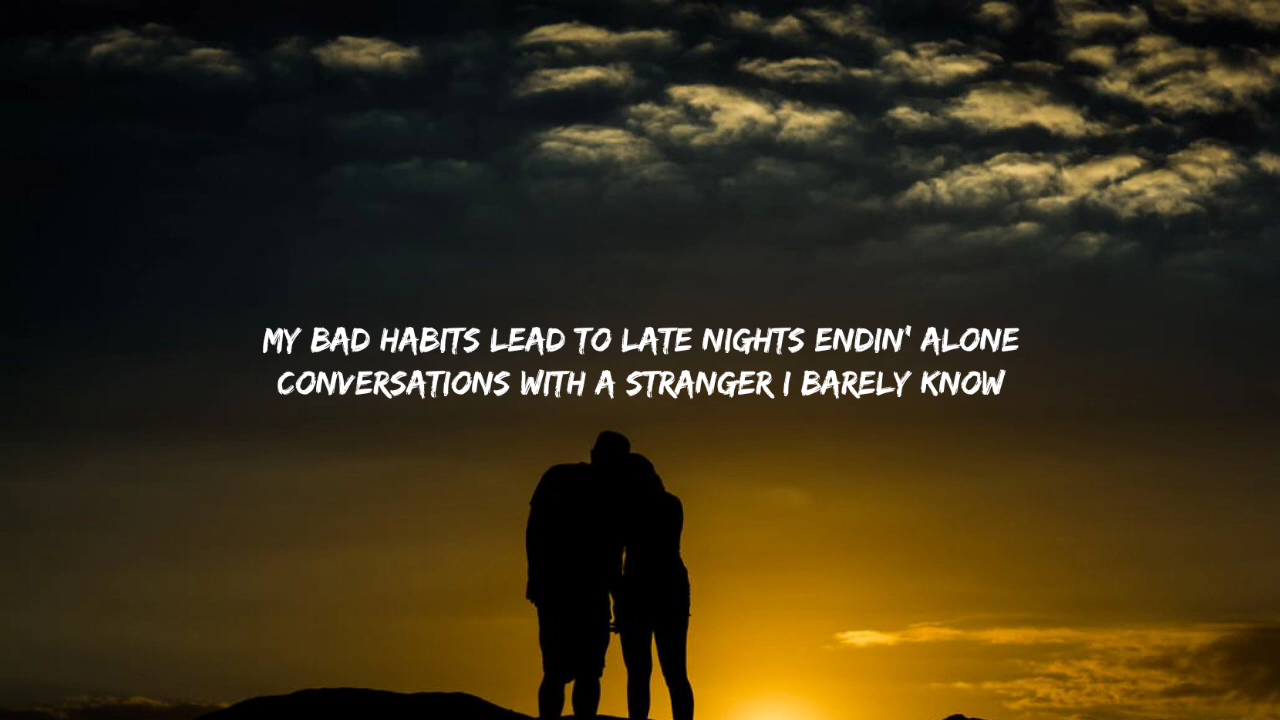 MY BAD HABITS LEAD TO LATE NIGHTS ENDIN' ALONE
CONVERSATIONS WITH A STRANGER I BARELY KNOW